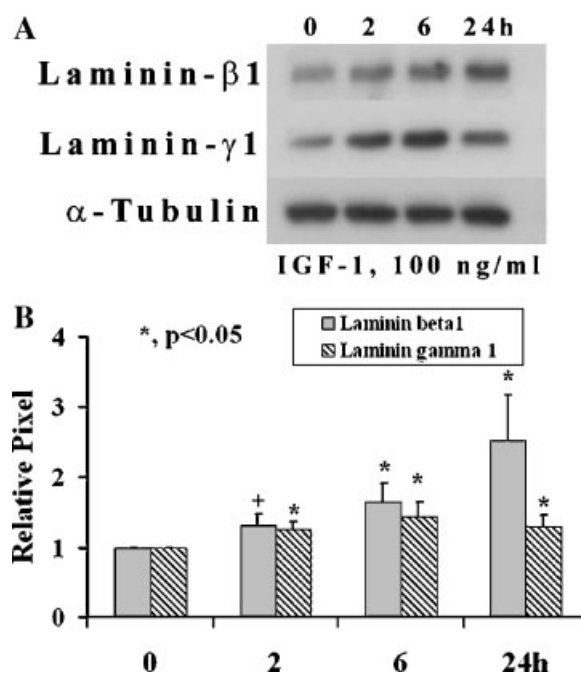 A
0 2 6 24h
Laminin-β1
Laminin-γ1
α-Tubulin
IGF-1, 100 ng/ml
B
*, p<0.05
Laminin beta1
Laminin gamma 1
Relative Pixel
4
3
2
1
0
+ * * * * *
0 2 6 24h